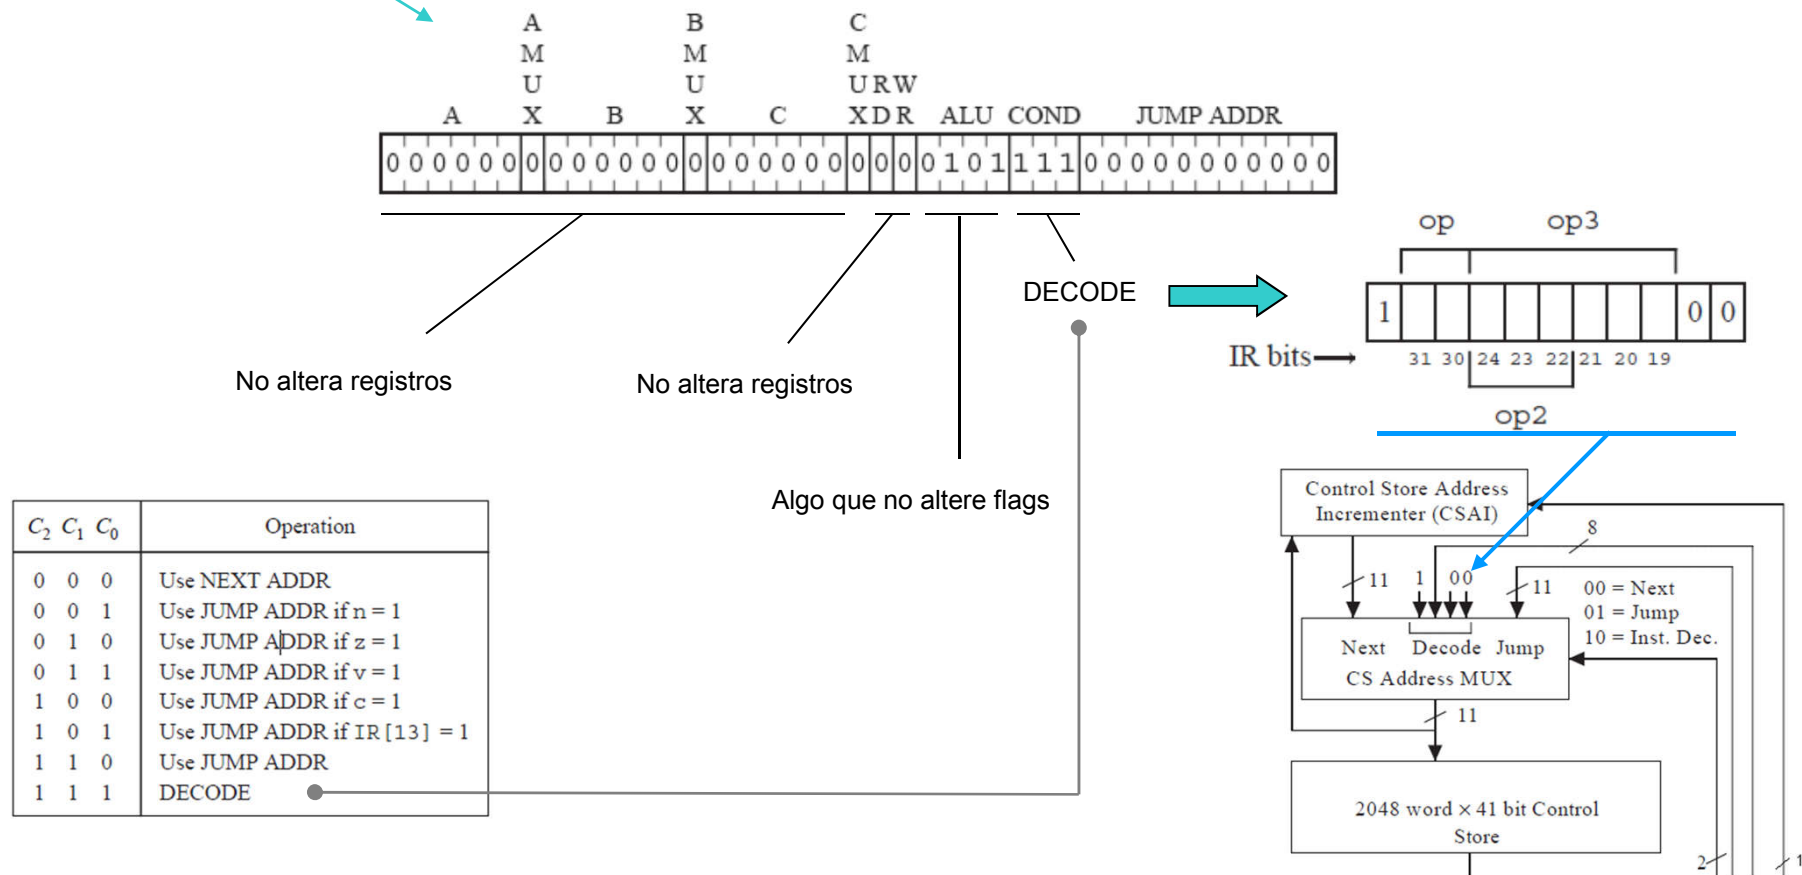 A B C
M M M
U U U R W
A X B X C X D R ALU COND JUMP ADDR
0 0 0 0 0 0 0 0 0 0 0 0 0 0 0 0 0 0 0 0 0 0 0 0 1 0 1 1 1 1 0 0 0 0 0 0 0 0 0 0 0
op op3
DECODE
1 0 0
IR bits 31 30 24 23 22 21 20 19
op2
No altera registros
No altera registros
Algo que no altere flags
C2 C1 C0 Operation
0 0 0 Use NEXT ADDR
0 0 1 Use JUMP ADDR if n = 1
0 1 0 Use JUMP ADDR if z = 1
0 1 1 Use JUMP ADDR if v = 1
1 0 0 Use JUMP ADDR if c = 1
1 0 1 Use JUMP ADDR if IR[13] = 1
1 1 0 Use JUMP ADDR
1 1 1 DECODE
Control Store Address
Incrementer (CSAI)
8
11 1 00 11
00 = Next
01 = Jump
10 = Inst. Dec.
Next Decode Jump
CS Address MUX
11
2048 word × 41 bit Control
Store
2 1